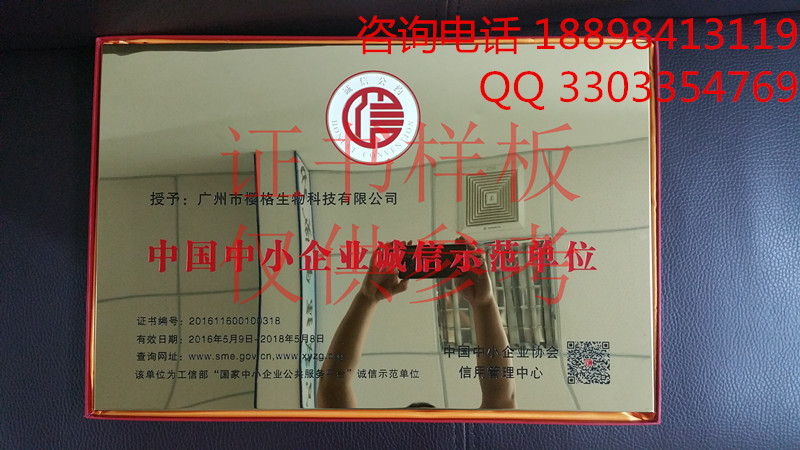 咨询电话 18898413119
QQ 3303354769
诚信公约
HONEST CONVENTION
信
证书样板
授予：广州市樱格生物科技有限公司
仅供参考
中国中小企业诚信示范单位
证书编号：201611600100318
有效日期：2016年5月9日-2018年5月8日
查询网址：www.sme.gov.cn,www.xyzg.c
该单位为工信部“国家中小企业公共服务平台”诚信示范单位
中国中小企业协会
信用管理中心